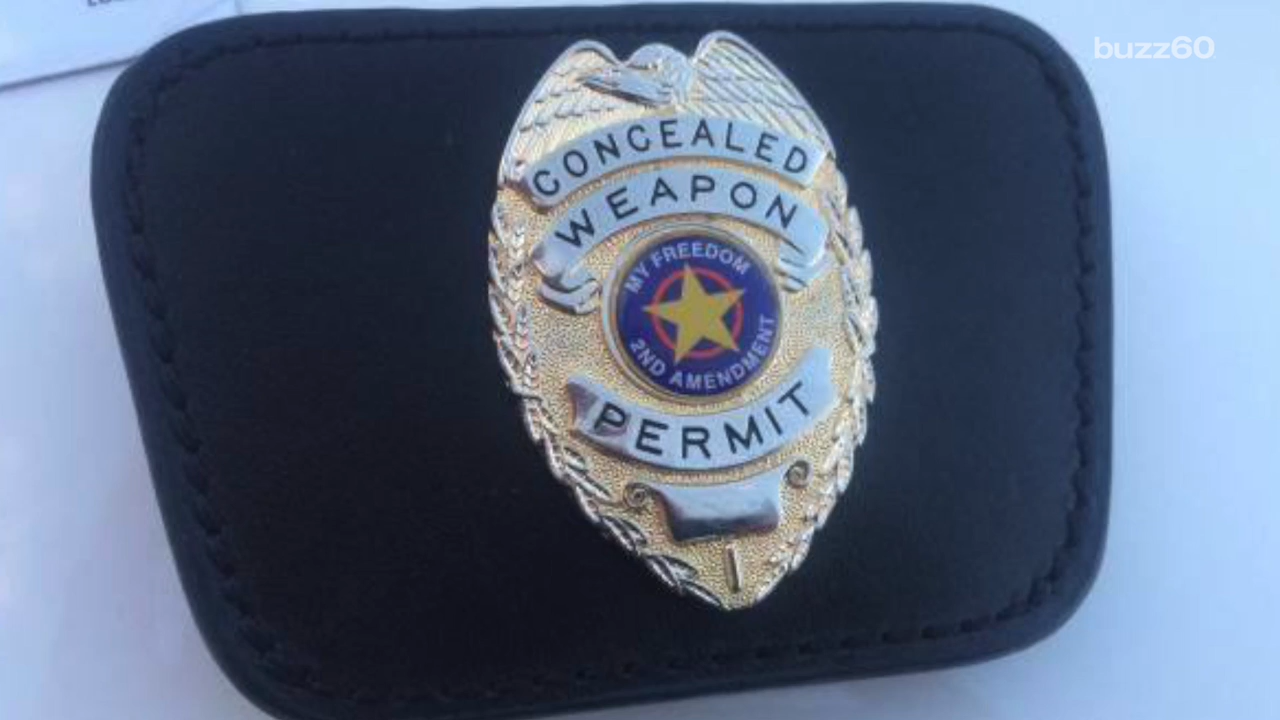 buzz60
CONCEALED
WEAPON
MY FREEDOM
2ND AMENDMENT
PERMIT